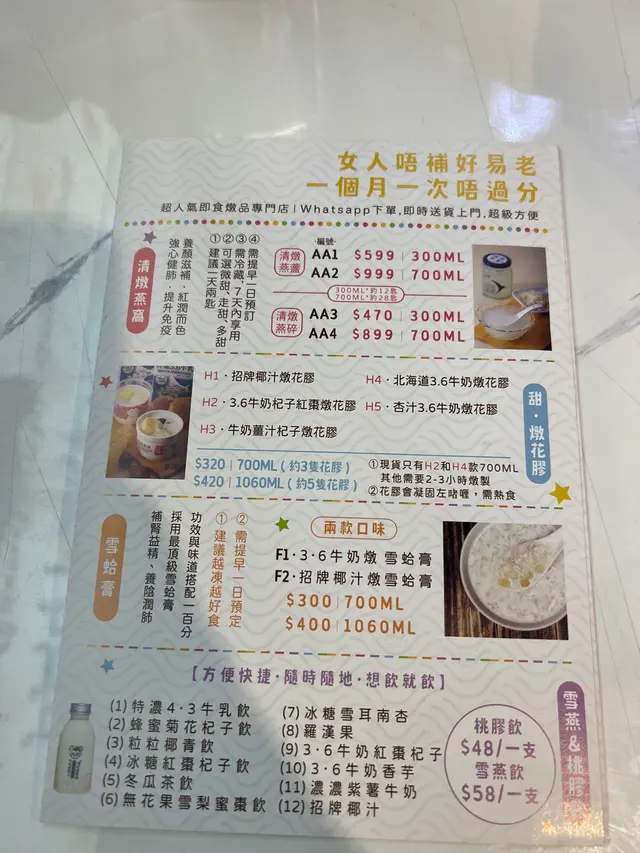 女人唔補好易老
一個月一次唔過分
超人氣即食燉品專門店 | Whatsapp下單,即時送貨上門,超級方便
清燉燕窩
養顏滋補．紅潤而色
強心健肺．提升免疫
①建議一天兩匙
②可選微甜、走甜、多甜
③需冷藏,7天內享用
④需提早一日預訂
編號
清燉燕盞
AA1 $599 | 300ML
AA2 $999 | 700ML
300ML*約12匙
700ML*約28匙
清燉燕碎
AA3 $470 | 300ML
AA4 $899 | 700ML
甜．燉花膠
H1．招牌椰汁燉花膠
H2．3.6牛奶杞子紅棗燉花膠
H3．牛奶薑汁杞子燉花膠
H4．北海道3.6牛奶燉花膠
H5．杏汁3.6牛奶燉花膠
$320 | 700ML (約3隻花膠)
$420 | 1060ML (約5隻花膠)
①現貨只有H2和H4款700ML
其他需要2-3小時燉製
②花膠會凝固左啫喱，需熱食
雪蛤膏
功效與味道搭配一百分
採用最頂級雪蛤膏
補腎益精、養陰潤肺
①建議越凍越好食
②需提早一日預定
兩款口味
F1．3．6牛奶燉 雪蛤膏
F2．招牌椰汁燉雪蛤膏
$300 | 700ML
$400 | 1060ML
【方便快捷．隨時隨地．想飲就飲】
(1) 特濃4．3牛乳飲
(2) 蜂蜜菊花杞子飲
(3) 粒粒椰青飲
(4) 冰糖紅棗杞子飲
(5) 冬瓜茶飲
(6) 無花果雪梨蜜棗飲
(7) 冰糖雪耳南杏
(8) 羅漢果
(9) 3．6牛奶紅棗杞子
(10) 3．6牛奶香芋
(11) 濃濃紫薯牛奶
(12) 招牌椰汁
桃膠飲
$48/一支
雪燕飲
$58/一支
雪燕&桃膠